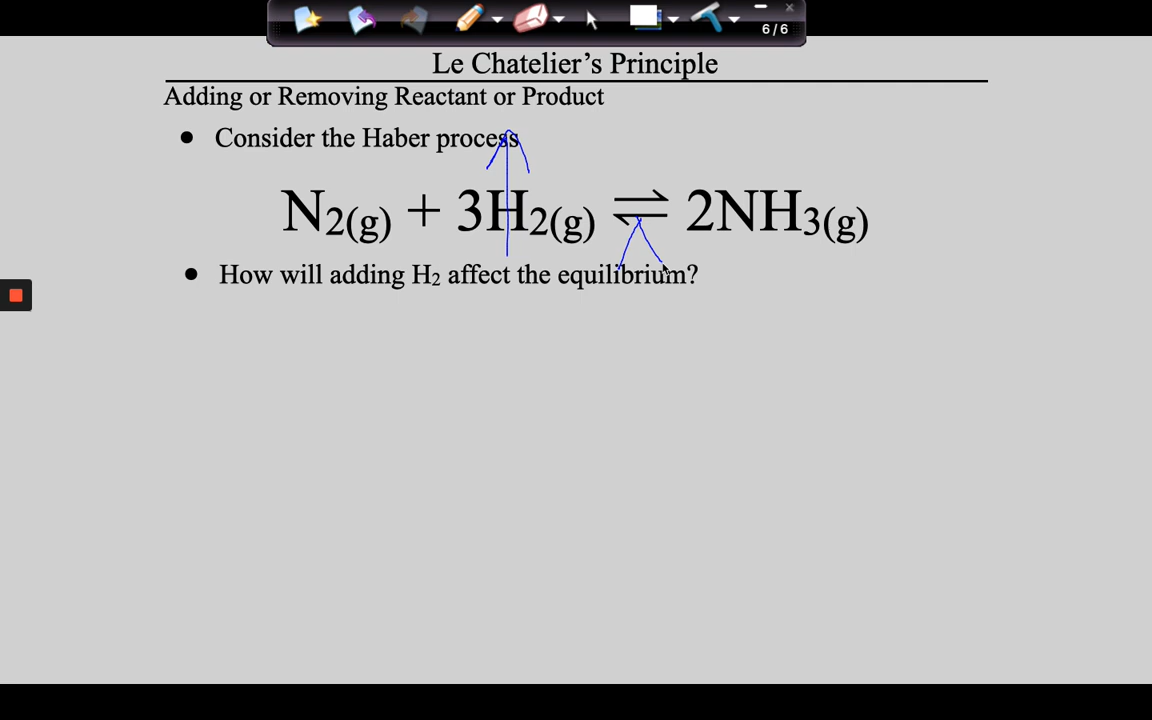 6/6
Le Chatelier’s Principle
Adding or Removing Reactant or Product
● Consider the Haber process
N₂(g) + 3H₂(g) ⇌ 2NH₃(g)
● How will adding H₂ affect the equilibrium?